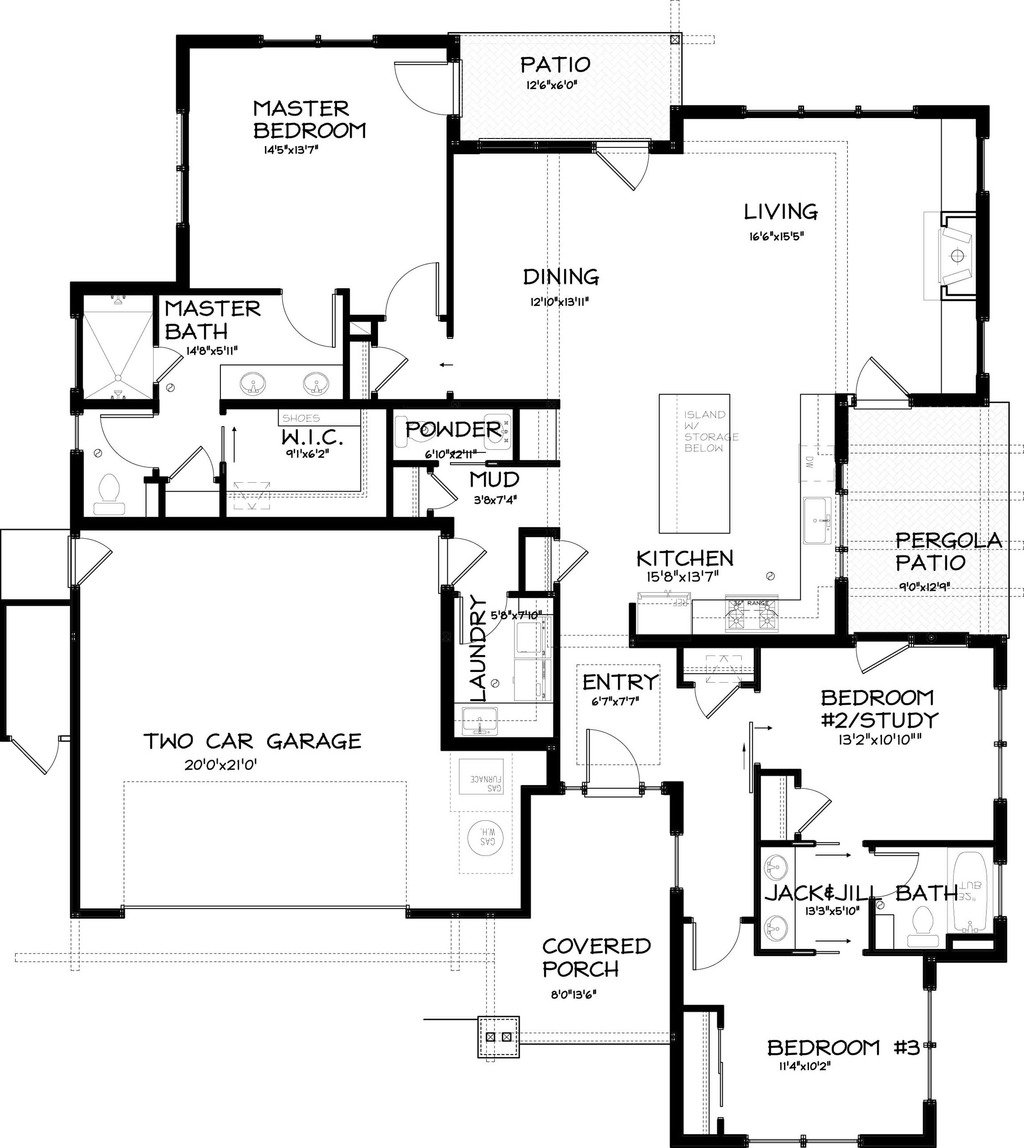 PATIO
12'6"x6'0"
MASTER
BEDROOM
14'5"x13'7"
LIVING
16'6"x15'5"
DINING
12'10"x13'11"
MASTER
BATH
14'8"x5'11"
SHOES
W.I.C.
9'1x6'2"
POWDER
6'10"x2'11"
MUD
3'8x7'4"
ISLAND
W/
STORAGE
BELOW
DW
KITCHEN
15'8"x13'7"
REF
36" RANGE
PERGOLA
PATIO
9'0"x12'9"
LAUNDRY
5'8"x7'10"
ENTRY
6'7"x7'7"
BEDROOM
#2/STUDY
13'2"x10'10""
TWO CAR GARAGE
20'0'x21'0'
GAS
FURNACE
GAS
W.H.
JACK&JILL BATH
13'3"x5'10"
32"
TUB
COVERED
PORCH
8'0"13'6"
BEDROOM #3
11'4"x10'2"